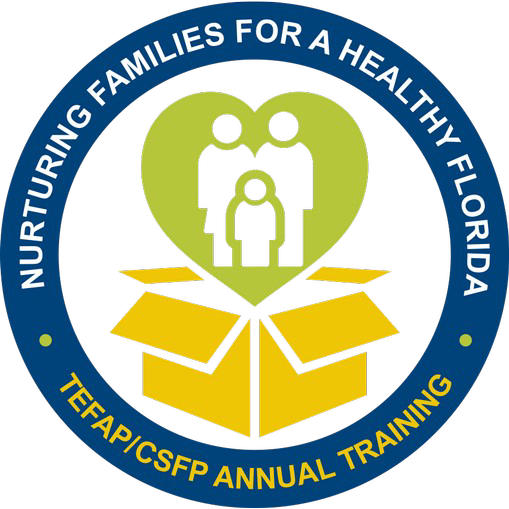 NURTURING FAMILIES FOR A HEALTHY FLORIDA
TEFAP/CSFP ANNUAL TRAINING